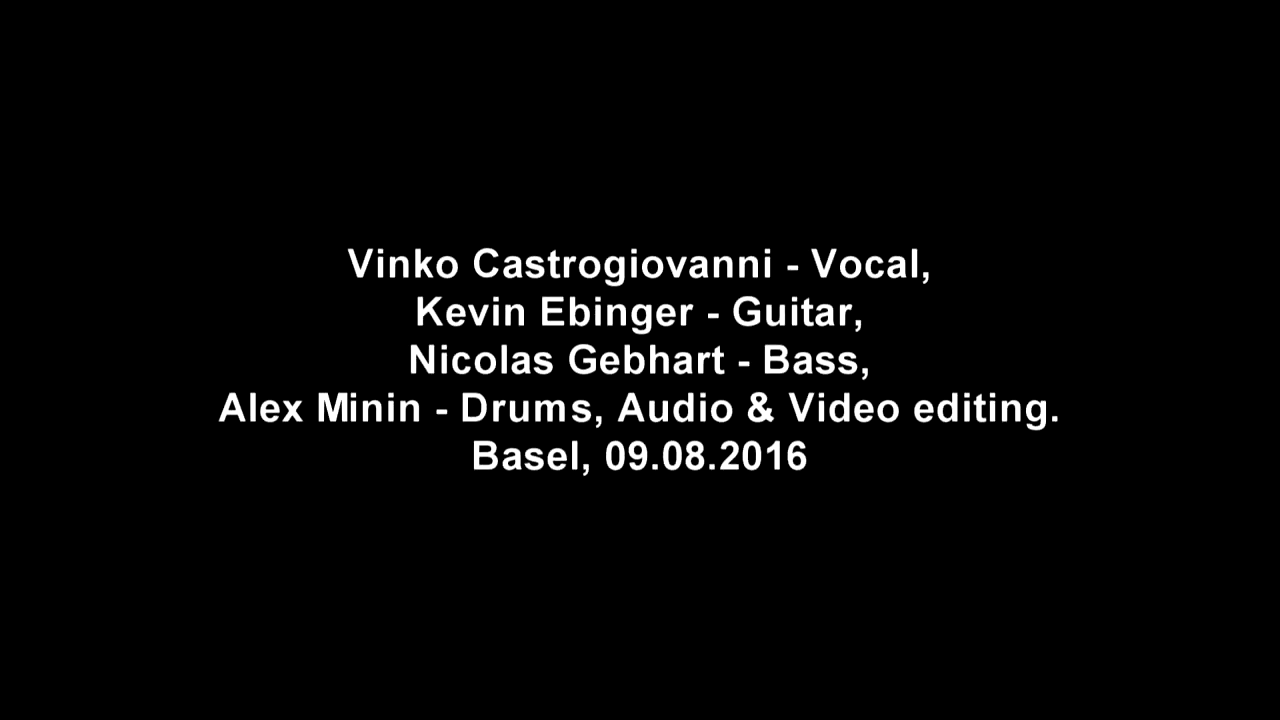 Vinko Castrogiovanni - Vocal,
Kevin Ebinger - Guitar,
Nicolas Gebhart - Bass,
Alex Minin - Drums, Audio & Video editing.
Basel, 09.08.2016